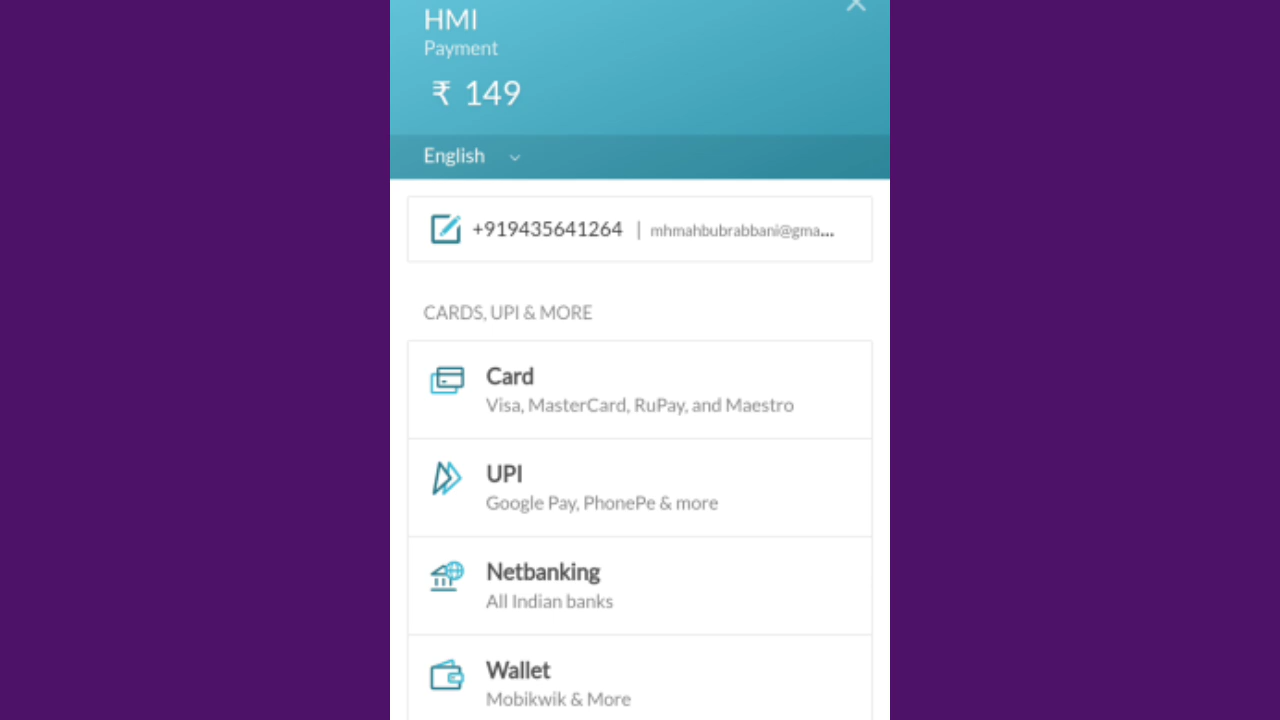 HMI
Payment
₹ 149
English
+919435641264 | mhmahbubrabbani@gma...
CARDS, UPI & MORE
Card
Visa, MasterCard, RuPay, and Maestro
UPI
Google Pay, PhonePe & more
Netbanking
All Indian banks
Wallet
Mobikwik & More